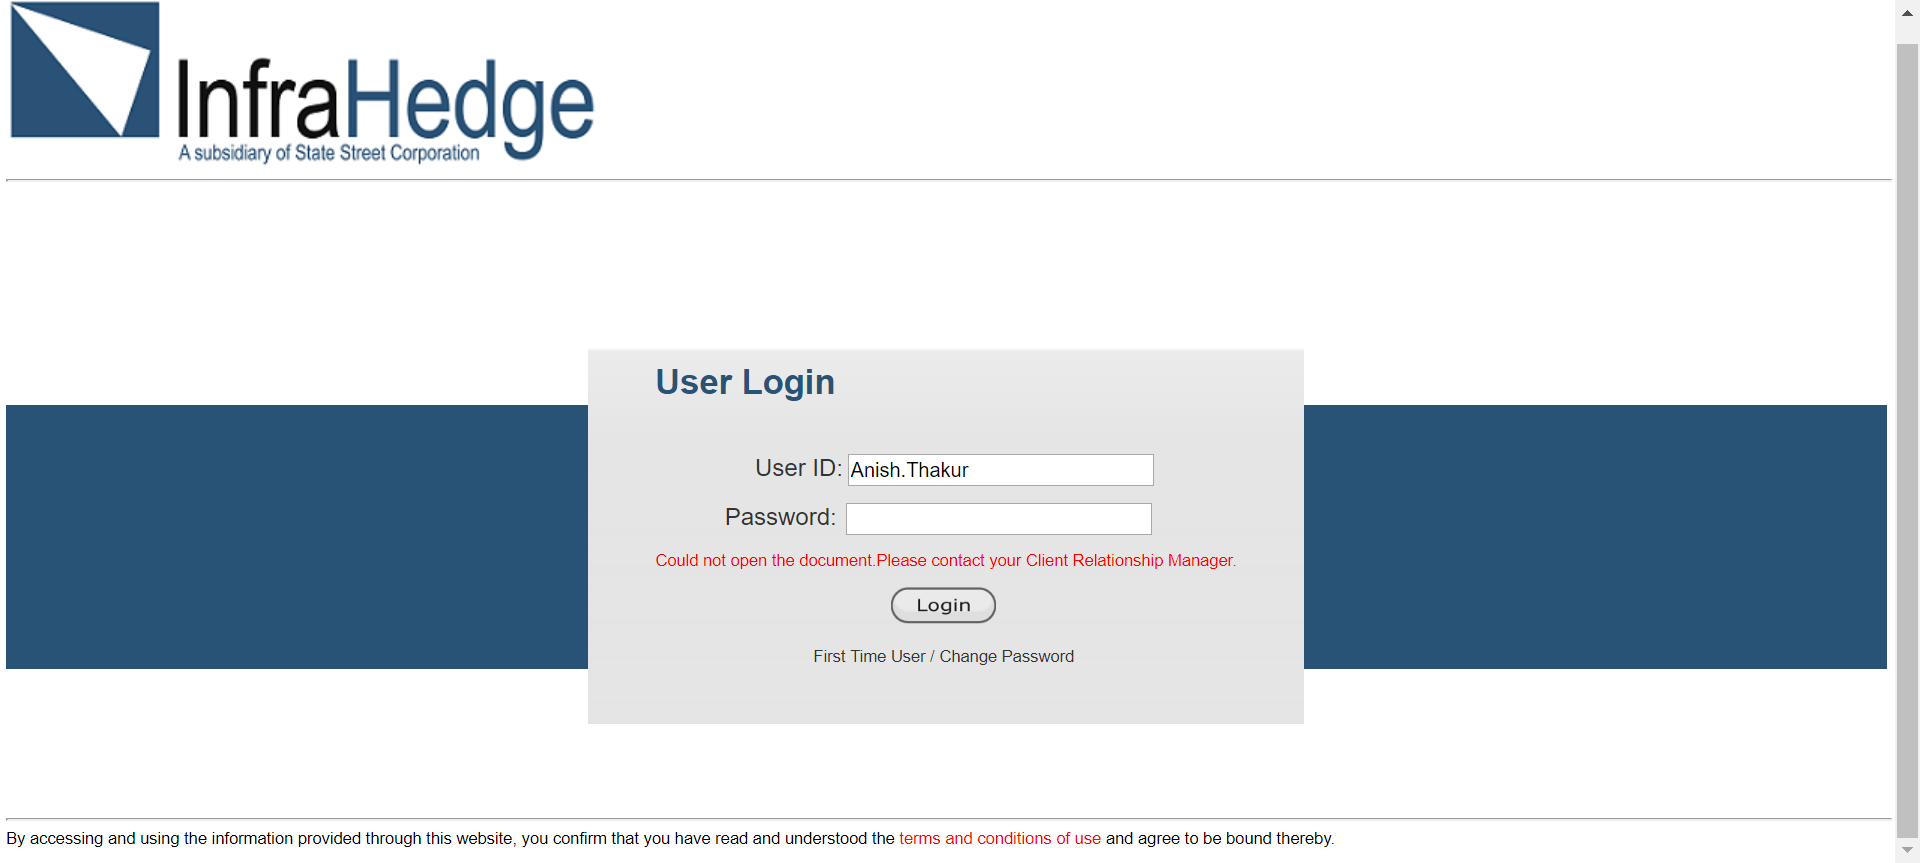 InfraHedge
A subsidiary of State Street Corporation
User Login
User ID: Anish.Thakur
Password:
Could not open the document.Please contact your Client Relationship Manager.
Login
First Time User / Change Password
By accessing and using the information provided through this website, you confirm that you have read and understood the terms and conditions of use and agree to be bound thereby.